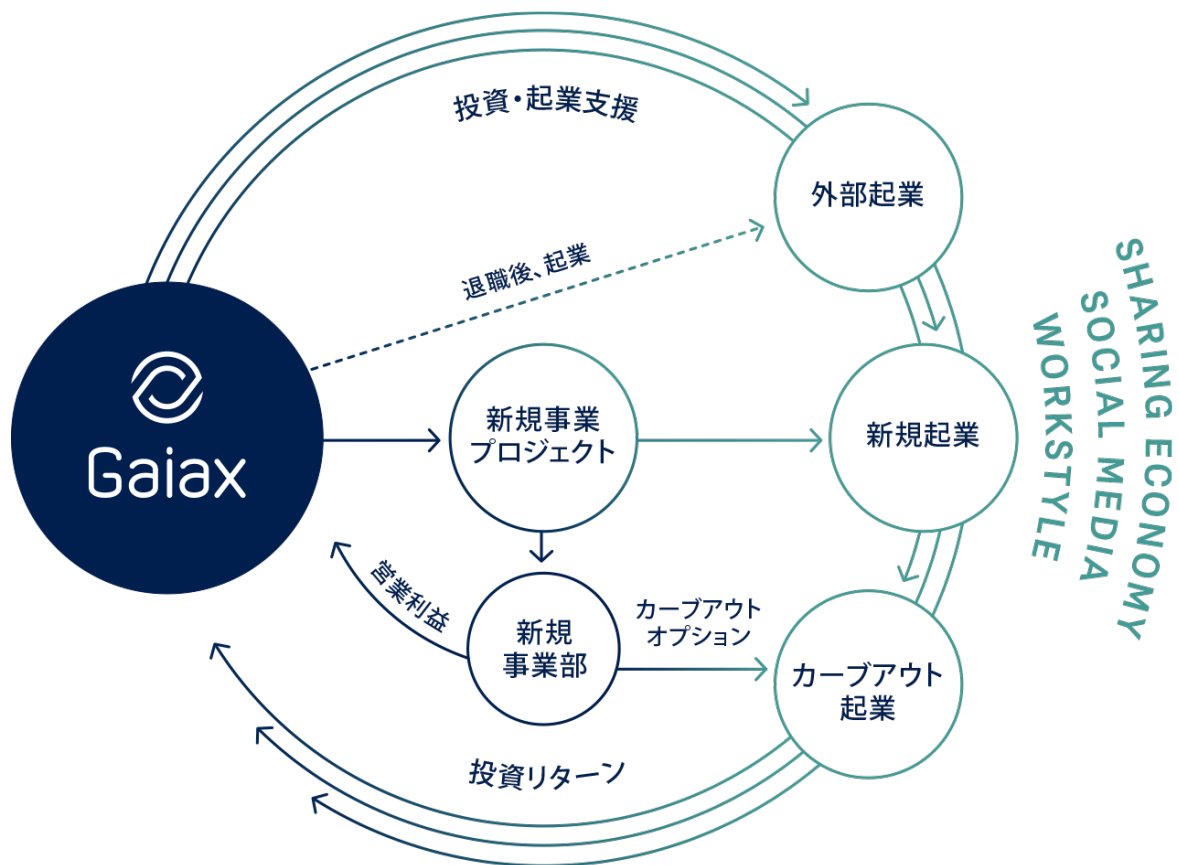 投資・起業支援
外部起業
退職後、起業
Gaiax
新規事業
プロジェクト
新規起業
SHARING ECONOMY
SOCIAL MEDIA
WORKSTYLE
営業利益
新規
事業部
カーブアウト
オプション
カーブアウト
起業
投資リターン